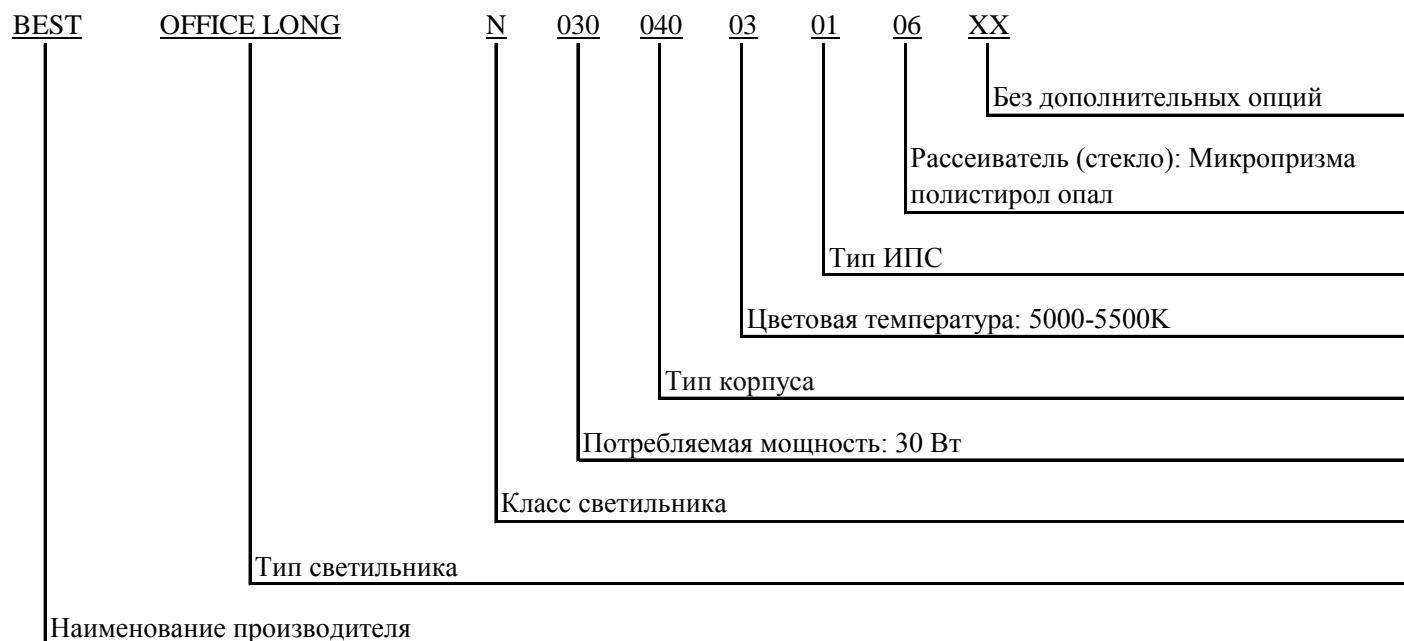 BEST OFFICE LONG N 030 040 03 01 06 XX
Без дополнительных опций
Рассеиватель (стекло): Микропризма
полистирол опал
Тип ИПС
Цветовая температура: 5000-5500K
Тип корпуса
Потребляемая мощность: 30 Вт
Класс светильника
Тип светильника
Наименование производителя